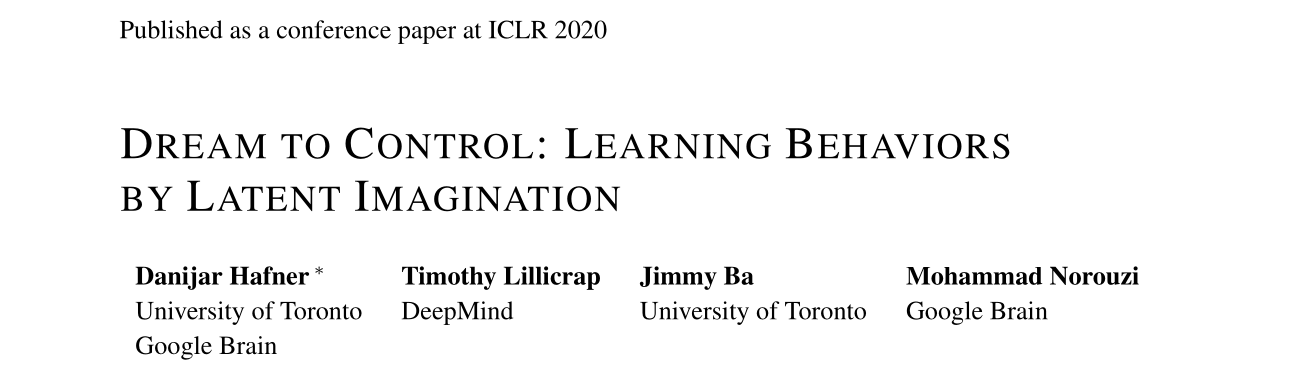 Published as a conference paper at ICLR 2020
DREAM TO CONTROL: LEARNING BEHAVIORS
BY LATENT IMAGINATION
Danijar Hafner * Timothy Lillicrap Jimmy Ba Mohammad Norouzi
University of Toronto DeepMind University of Toronto Google Brain
Google Brain